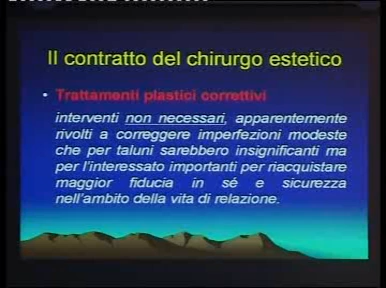 Il contratto del chirurgo estetico
• Trattamenti plastici correttivi
interventi non necessari, apparentemente
rivolti a correggere imperfezioni modeste
che per taluni sarebbero insignificanti ma
per l'interessato importanti per riacquistare
maggior fiducia in sé e sicurezza
nell'ambito della vita di relazione.